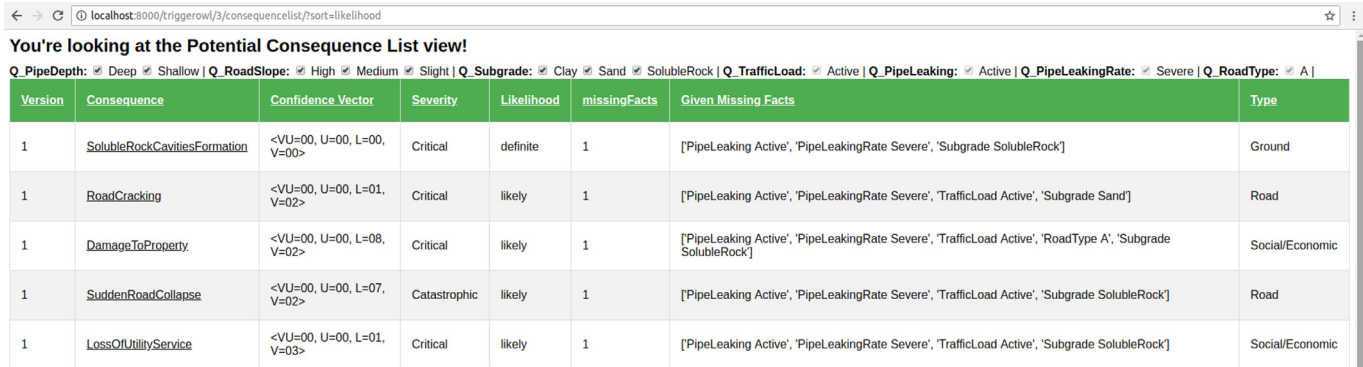 localhost:8000/triggerowl/3/consequencelist/?sort=likelihood
You're looking at the Potential Consequence List view!
Q_PipeDepth: Deep Shallow | Q_RoadSlope: High Medium Slight | Q_Subgrade: Clay Sand SolubleRock | Q_TrafficLoad: Active | Q_PipeLeaking: Active | Q_PipeLeakingRate: Severe | Q_RoadType: A |
Version Consequence Confidence Vector Severity Likelihood missingFacts Given Missing Facts Type
1 SolubleRockCavitiesFormation <VU=00, U=00, L=00, V=00> Critical definite 1 ['PipeLeaking Active', 'PipeLeakingRate Severe', 'Subgrade SolubleRock'] Ground
1 RoadCracking <VU=00, U=00, L=01, V=02> Critical likely 1 ['PipeLeaking Active', 'PipeLeakingRate Severe', 'TrafficLoad Active', 'Subgrade Sand'] Road
1 DamageToProperty <VU=00, U=00, L=08, V=02> Critical likely 1 ['PipeLeaking Active', 'PipeLeakingRate Severe', 'TrafficLoad Active', 'RoadType A', 'Subgrade SolubleRock'] Social/Economic
1 SuddenRoadCollapse <VU=00, U=00, L=07, V=02> Catastrophic likely 1 ['PipeLeaking Active', 'PipeLeakingRate Severe', 'TrafficLoad Active', 'Subgrade SolubleRock'] Road
1 LossOfUtilityService <VU=00, U=00, L=01, V=03> Critical likely 1 ['PipeLeaking Active', 'PipeLeakingRate Severe', 'TrafficLoad Active', 'Subgrade SolubleRock'] Social/Economic